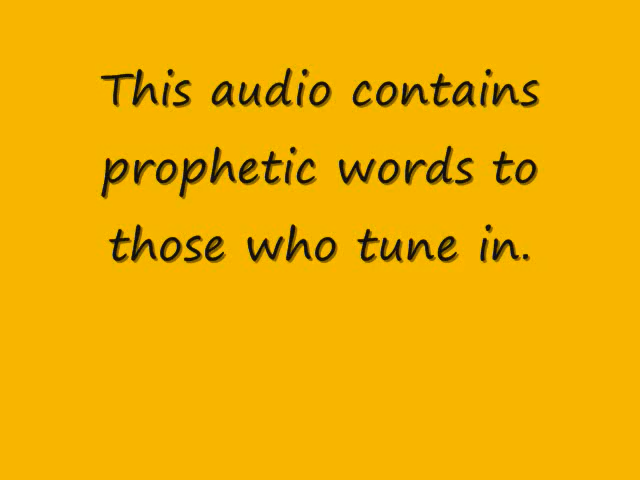 This audio contains
prophetic words to
those who tune in.